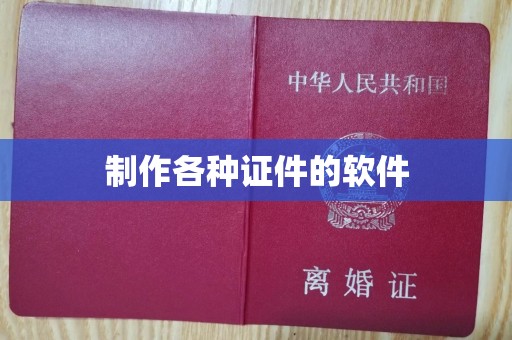 中华人民共和国
制作各种证件的软件
离婚证